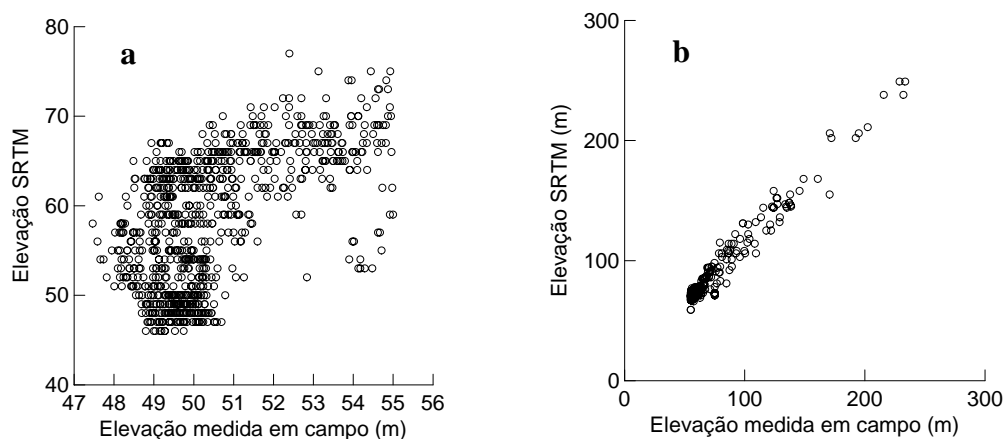 a
Elevação SRTM
80
70
60
50
40
47 48 49 50 51 52 53 54 55 56
Elevação medida em campo (m)
b
Elevação SRTM (m)
300
200
100
0
0 100 200 300
Elevação medida em campo (m)